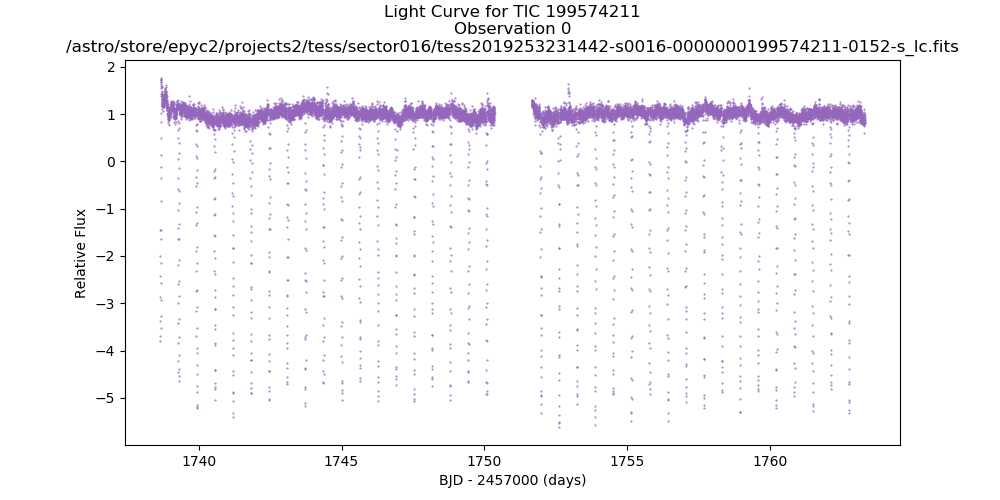 Light Curve for TIC 199574211
Observation 0
/astro/store/epyc2/projects2/tess/sector016/tess2019253231442-s0016-0000000199574211-0152-s_lc.fits
2
1
0
−1
−2
−3
−4
−5
Relative Flux
1740
1745
1750
1755
1760
BJD - 2457000 (days)